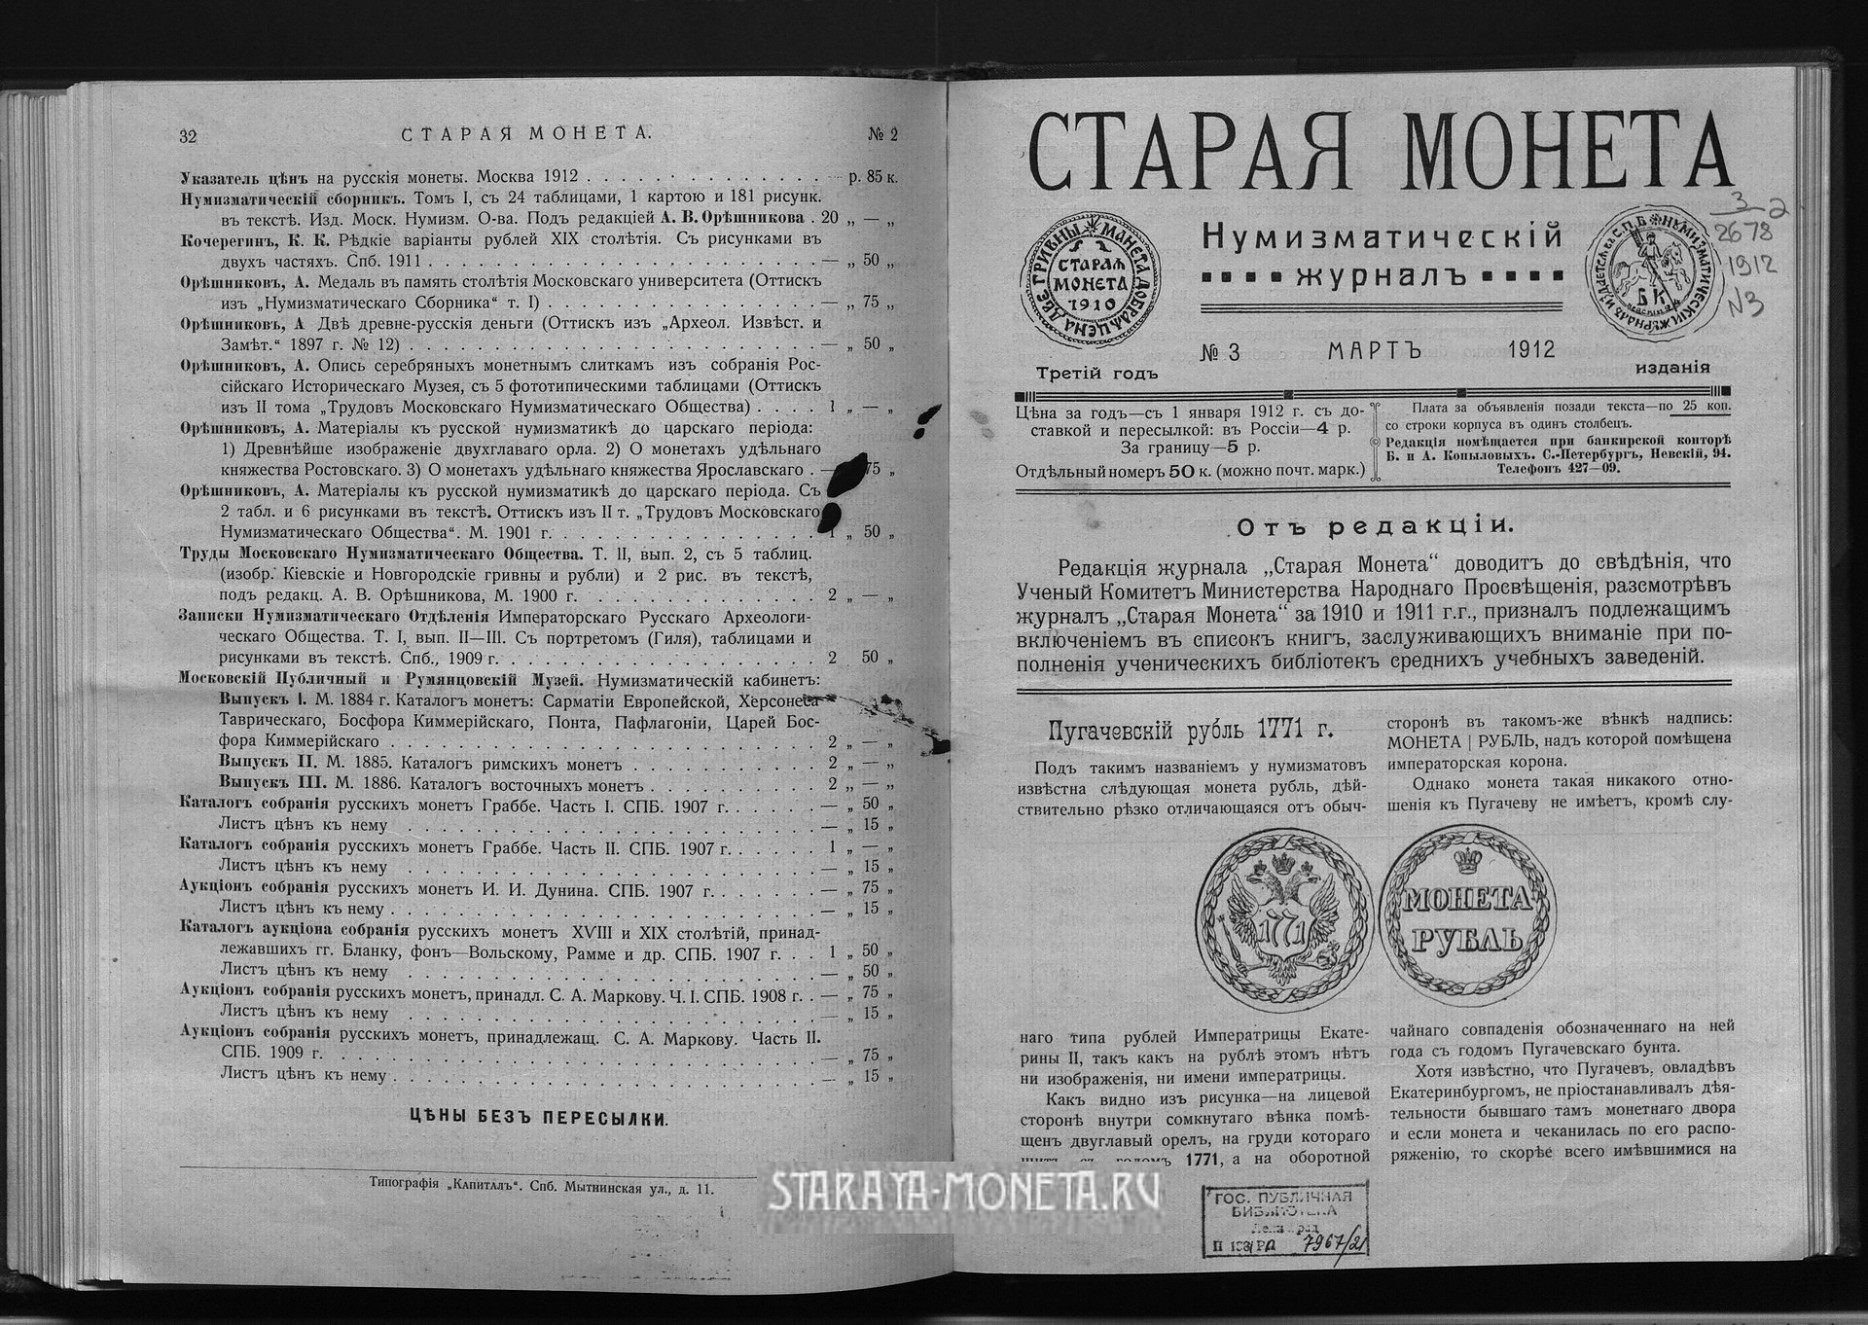 32 СТАРАЯ МОНЕТА. № 2
Указатель цѣнъ на русскія монеты. Москва 1912 . . . р. 85 к.
Нумизматическій сборникъ. Томъ I, съ 24 таблицами, 1 картою и 181 рисунк.
въ текстѣ. Изд. Моск. Нумизм. О-ва. Подъ редакціей А. В. Орѣшникова . 20 „ — „
Кочерегинъ, К. К. Рѣдкіе варіанты рублей XIX столѣтія. Съ рисунками въ
двухъ частяхъ. Спб. 1911 . . . — „ 50 „
Орѣшниковъ, А. Медаль въ память столѣтія Московскаго университета (Оттискъ
изъ „Нумизматическаго Сборника“ т. I) . . . — „ 75 „
Орѣшниковъ, А Двѣ древне-русскія деньги (Оттискъ изъ „Археол. Извѣст. и
Замѣт.“ 1897 г. № 12) . . . — „ 50 „
Орѣшниковъ, А. Опись серебряныхъ монетнымъ слиткамъ изъ собранія Рос-
сійскаго Историческаго Музея, съ 5 фототипическими таблицами (Оттискъ
изъ II тома „Трудовъ Московскаго Нумизматическаго Общества) . . . . 1 „ — „
Орѣшниковъ, А. Матеріалы къ русской нумизматикѣ до царскаго періода:
1) Древнѣйше изображеніе двухглаваго орла. 2) О монетахъ удѣльнаго
княжества Ростовскаго. 3) О монетахъ удѣльнаго княжества Ярославскаго . — 75 „
Орѣшниковъ, А. Матеріалы къ русской нумизматикѣ до царскаго періода. Съ
2 табл. и 6 рисунками въ текстѣ. Оттискъ изъ II т. „Трудовъ Московскаго
Нумизматическаго Общества“. М. 1901 г. . . . 1 „ 50 „
Труды Московскаго Нумизматическаго Общества. Т. II, вып. 2, съ 5 таблиц.
(изобр. Кіевскіе и Новгородскіе гривны и рубли) и 2 рис. въ текстѣ,
подъ редакц. А. В. Орѣшникова, М. 1900 г. . . . 2 „ — „
Записки Нумизматическаго Отдѣленія Императорскаго Русскаго Археологи-
ческаго Общества. Т. I, вып. II—III. Съ портретомъ (Гиля), таблицами и
рисунками въ текстѣ. Спб., 1909 г. . . . 2 50 „
Московскій Публичный и Румянцовскій Музей. Нумизматическій кабинетъ:
Выпускъ I. М. 1884 г. Каталогъ монетъ: Сарматіи Европейской, Херсонеса
Таврическаго, Босфора Киммерійскаго, Понта, Пафлагоніи, Царей Бос-
фора Киммерійскаго . . . 2 „ — „
Выпускъ II. М. 1885. Каталогъ римскихъ монетъ . . . 2 „ — „
Выпускъ III. М. 1886. Каталогъ восточныхъ монетъ . . . 2 „ — „
Каталогъ собранія русскихъ монетъ Граббе. Часть I. СПБ. 1907 г. . . . — „ 50 „
Листъ цѣнъ къ нему . . . — „ 15 „
Каталогъ собранія русскихъ монетъ Граббе. Часть II. СПБ. 1907 г. . . . 1 „ — „
Листъ цѣнъ къ нему . . . — „ 15 „
Аукціонъ собранія русскихъ монетъ И. И. Дунина. СПБ. 1907 г. . . . — „ 75 „
Листъ цѣнъ къ нему . . . — „ 15 „
Каталогъ аукціона собранія русскихъ монетъ XVIII и XIX столѣтій, принад-
лежавшихъ гг. Бланку, фонъ—Вольскому, Рамме и др. СПБ. 1907 г. . . 1 „ 50 „
Листъ цѣнъ къ нему . . . — „ 50 „
Аукціонъ собранія русскихъ монетъ, принадл. С. А. Маркову. Ч. I. СПБ. 1908 г. . — „ 75 „
Листъ цѣнъ къ нему . . . — „ 15 „
Аукціонъ собранія русскихъ монетъ, принадлежащ. С. А. Маркову. Часть II.
СПБ. 1909 г. . . . — „ 75 „
Листъ цѣнъ къ нему . . . — „ 15 „
ЦѢНЫ БЕЗЪ ПЕРЕСЫЛКИ.
Типографія „Капиталъ“. Спб. Мытнинская ул., д. 11.
СТАРАЯ МОНЕТА
Нумизматическій
журналъ
СТАРАЯ
МОНЕТА
1910
БК
3-2
2678
1912
N3
№ 3 МАРТЪ 1912
Третій годъ изданія
Цѣна за годъ—съ 1 января 1912 г. съ до-
ставкой и пересылкой: въ Россіи—4 р.
За границу—5 р.
Отдѣльный номеръ 50 к. (можно почт. марк.)
Плата за объявленія позади текста—по 25 коп.
со строки корпуса въ одинъ столбецъ.
Редакція помѣщается при банкирской конторѣ
Б. и А. Копыловыхъ. С.-Петербургъ, Невскій, 94.
Телефонъ 427—09.
Отъ редакціи.
Редакція журнала „Старая Монета“ доводитъ до свѣдѣнія, что
Ученый Комитетъ Министерства Народнаго Просвѣщенія, разсмотрѣвъ
журналъ „Старая Монета“ за 1910 и 1911 г.г., призналъ подлежащимъ
включеніемъ въ списокъ книгъ, заслуживающихъ вниманіе при по-
полненія ученическихъ библіотекъ среднихъ учебныхъ заведеній.
Пугачевскій рубль 1771 г.
Подъ такимъ названіемъ у нумизматовъ
извѣстна слѣдующая монета рубль, дѣй-
ствительно рѣзко отличающаяся отъ обыч-
наго типа рублей Императрицы Екате-
рины II, такъ какъ на рублѣ этомъ нѣтъ
ни изображенія, ни имени императрицы.
Какъ видно изъ рисунка—на лицевой
сторонѣ внутри сомкнутаго вѣнка помѣ-
щенъ двуглавый орелъ, на груди котораго
щитъ съ годомъ 1771, а на оборотной
сторонѣ въ такомъ-же вѣнкѣ надпись:
МОНЕТА | РУБЛЬ, надъ которой помѣщена
императорская корона.
Однако монета такая никакого отно-
шенія къ Пугачеву не имѣетъ, кромѣ слу-
1771
МОНЕТА
РУБЛЬ
чайнаго совпаденія обозначеннаго на ней
года съ годомъ Пугачевскаго бунта.
Хотя извѣстно, что Пугачевъ, овладѣвъ
Екатеринбургомъ, не пріостанавливалъ дѣя-
тельности бывшаго тамъ монетнаго двора
и если монета и чеканилась по его распо-
ряженію, то скорѣе всего имѣвшимися на
STARAYA-MONETA.RU
ГОС. ПУБЛИЧНАЯ
БИБЛИОТЕКА
7967/21